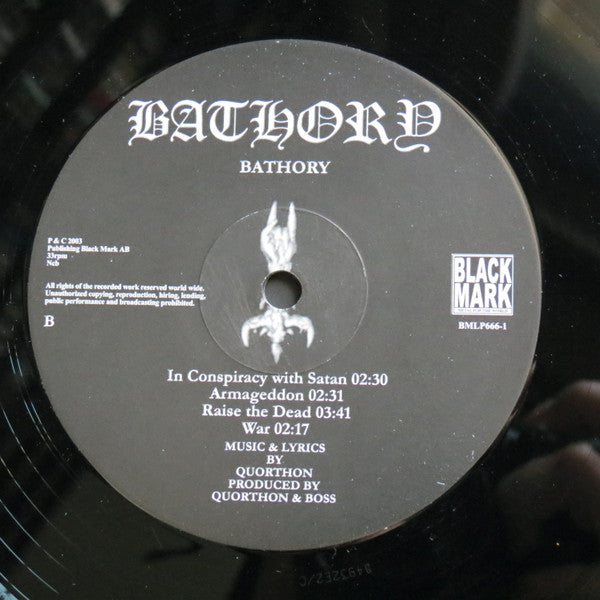 BATHORY
BATHORY
P & C 2003
Publishing Black Mark AB
33rpm
Ncb
All rights of the recorded work reserved world wide.
Unauthorized copying, reproduction, hiring, lending,
public performance and broadcasting prohibited.
B
BLACK
MARK
BMLP666-1
In Conspiracy with Satan 02:30
Armageddon 02:31
Raise the Dead 03:41
War 02:17
MUSIC & LYRICS
BY
QUORTHON
PRODUCED BY
QUORTHON & BOSS